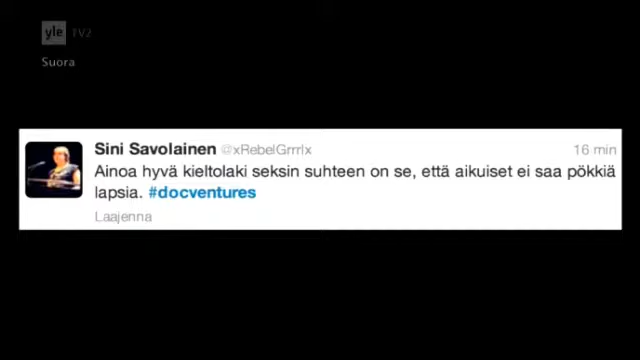 yle TV2
Suora
Sini Savolainen @xRebelGrrrlx 16 min
Ainoa hyvä kieltolaki seksin suhteen on se, että aikuiset ei saa pökkiä
lapsia. #docventures
Laajenna